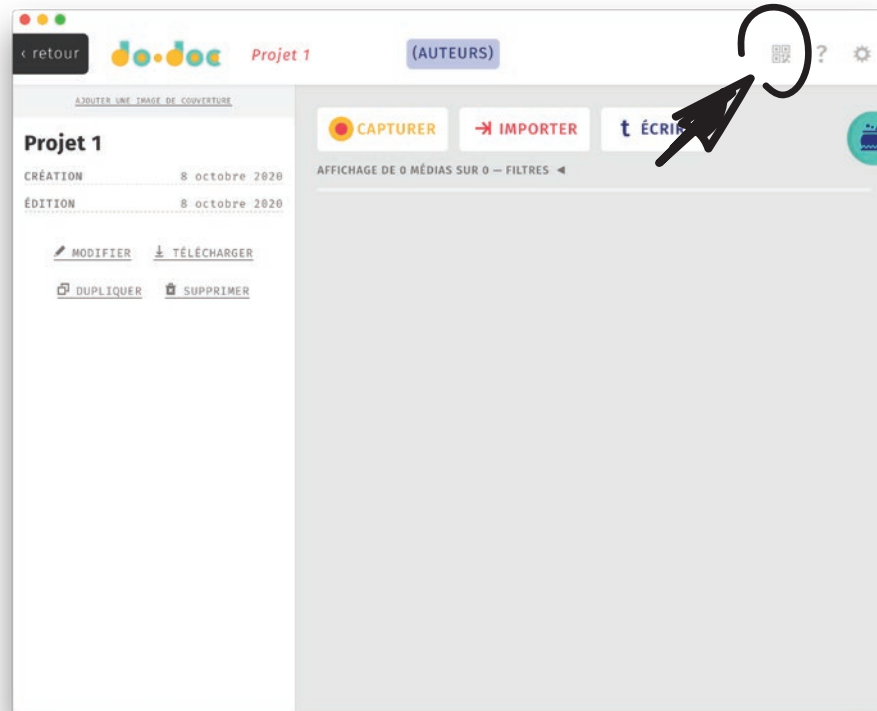 ‹ retour
do•doc
Projet 1
(AUTEURS)
?
AJOUTER UNE IMAGE DE COUVERTURE
Projet 1
CRÉATION 8 octobre 2020
ÉDITION 8 octobre 2020
MODIFIER TÉLÉCHARGER
DUPLIQUER SUPPRIMER
CAPTURER
IMPORTER
t
AFFICHAGE DE 0 MÉDIAS SUR 0 — FILTRES ◀